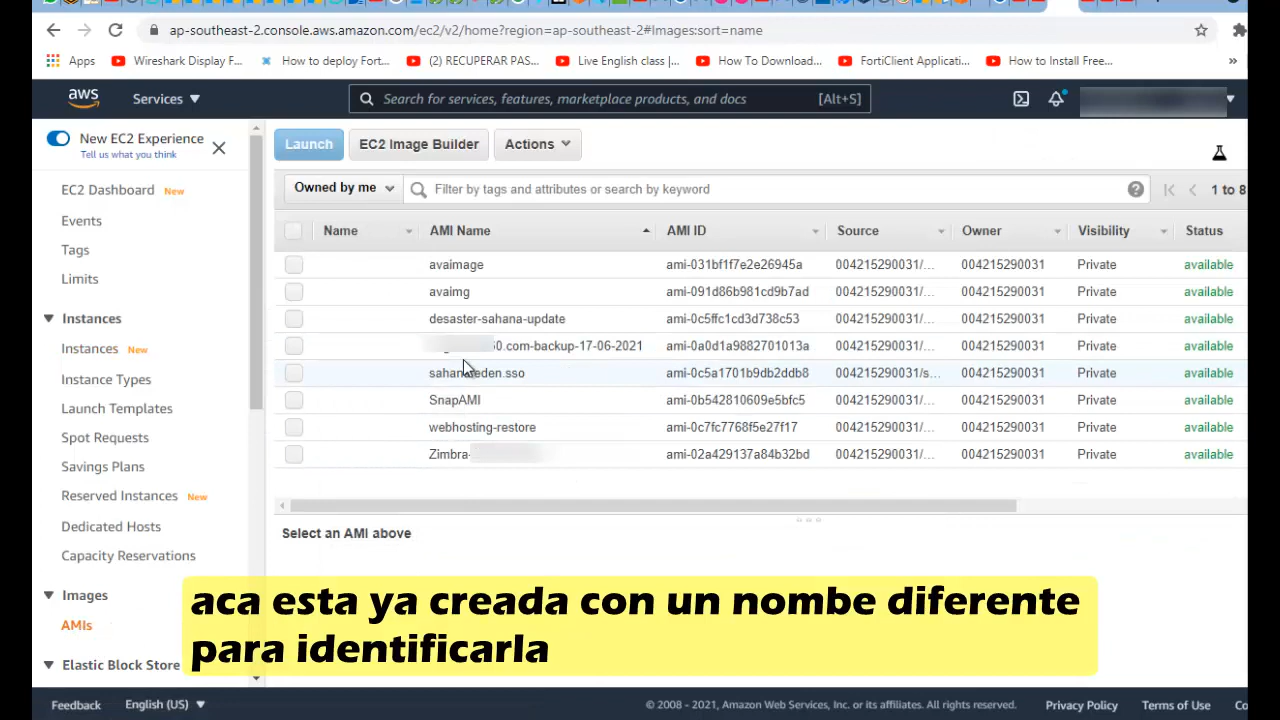 ap-southeast-2.console.aws.amazon.com/ec2/v2/home?region=ap-southeast-2#Images:sort=name
Apps Wireshark Display F... How to deploy Fort... (2) RECUPERAR PAS... Live English class |... How To Download... FortiClient Applicati... How to Install Free... »
aws Services Search for services, features, marketplace products, and docs [Alt+S]
New EC2 Experience
Tell us what you think
Launch EC2 Image Builder Actions
Owned by me Filter by tags and attributes or search by keyword 1 to 8
Name AMI Name AMI ID Source Owner Visibility Status
avaimage ami-031bf1f7e2e26945a 004215290031/... 004215290031 Private available
avaimg ami-091d86b981cd9b7ad 004215290031/... 004215290031 Private available
desaster-sahana-update ami-0c5ffc1cd3d738c53 004215290031/... 004215290031 Private available
60.com-backup-17-06-2021 ami-0a0d1a9882701013a 004215290031/... 004215290031 Private available
ami-0c5a1701b9db2ddb8 004215290031/s... 004215290031 Private available
SnapAMI ami-0b542810609e5bfc5 004215290031/... 004215290031 Private available
webhosting-restore ami-0c7fc7768f5e27f17 004215290031/... 004215290031 Private available
Zimbra- ami-02a429137a84b32bd 004215290031/... 004215290031 Private available
Select an AMI above
EC2 Dashboard New
Events
Tags
Limits
Instances
Instances New
Instance Types
Launch Templates
Spot Requests
Savings Plans
Reserved Instances New
Dedicated Hosts
Capacity Reservations
Images
AMIs
Elastic Block Store
aca esta ya creada con un nombe diferente
para identificarla
Feedback English (US) © 2008 - 2021, Amazon Web Services, Inc. or its affiliates. All rights reserved. Privacy Policy Terms of Use Co